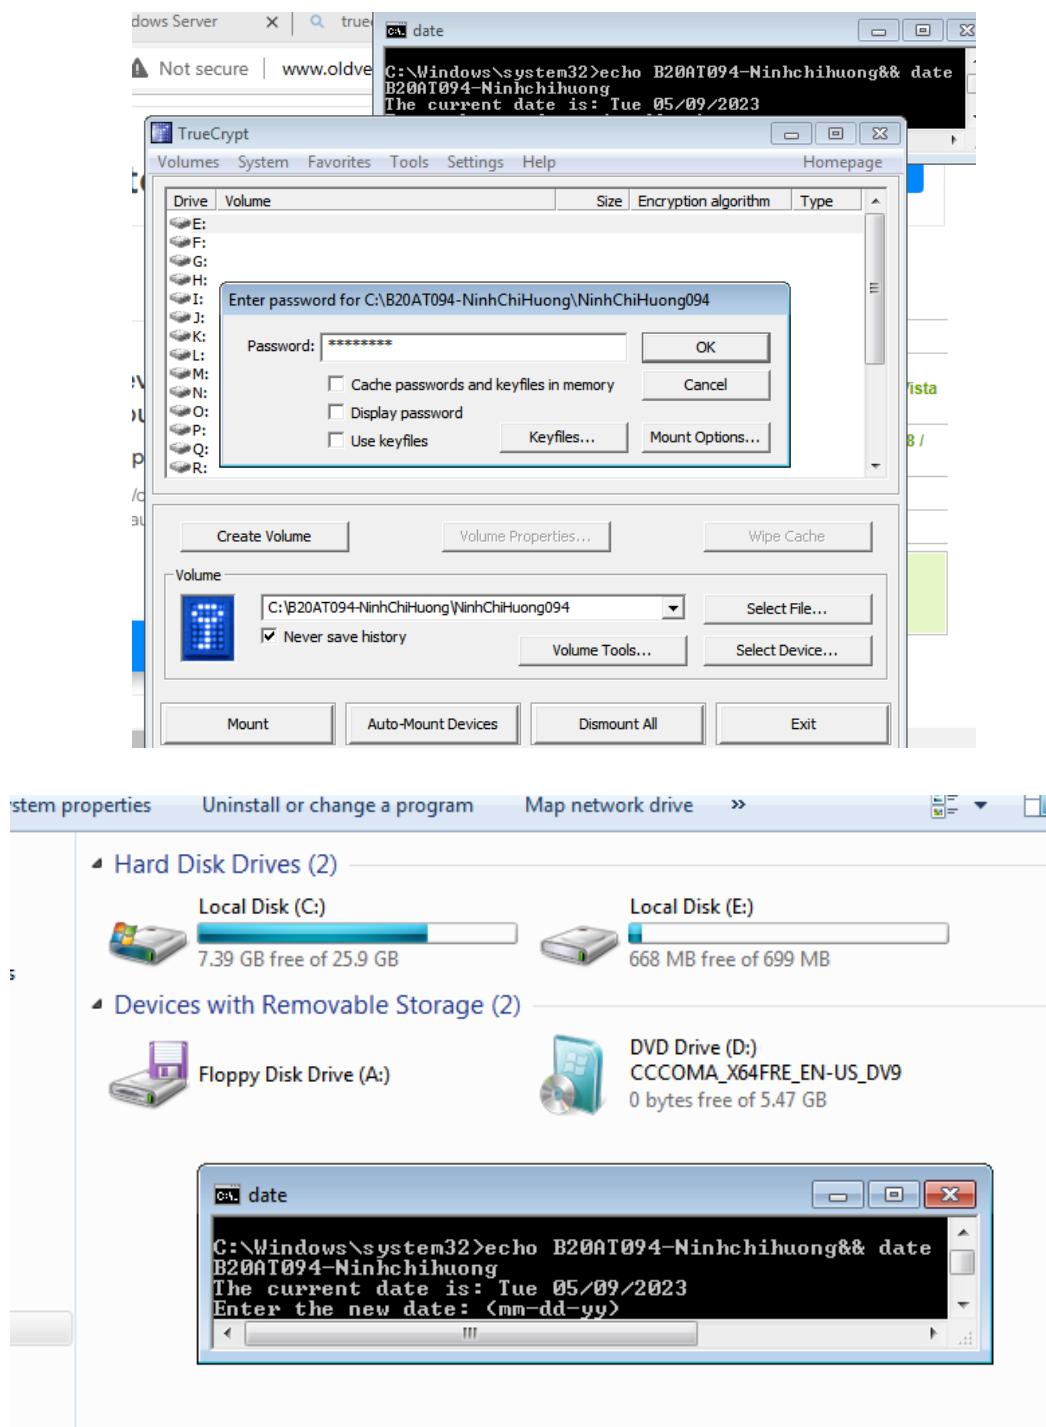 dows Server
true
date
Not secure
www.oldve
C:\Windows\system32>echo B20AT094-Ninhchihuong&& date
B20AT094-Ninhchihuong
The current date is: Tue 05/09/2023
TrueCrypt
Volumes System Favorites Tools Settings Help Homepage
Drive Volume Size Encryption algorithm Type
E:
F:
G:
H:
I:
J:
K:
L:
M:
N:
O:
P:
Q:
R:
Enter password for C:\B20AT094-NinhChiHuong\NinhChiHuong094
Password: ******** OK
Cache passwords and keyfiles in memory Cancel
Display password
Use keyfiles Keyfiles... Mount Options...
/ista
8 /
Create Volume Volume Properties... Wipe Cache
Volume
C:\B20AT094-NinhChiHuong\NinhChiHuong094 Select File...
Never save history
Volume Tools... Select Device...
Mount Auto-Mount Devices Dismount All Exit
stem properties Uninstall or change a program Map network drive »
Hard Disk Drives (2)
Local Disk (C:)
7.39 GB free of 25.9 GB
Local Disk (E:)
668 MB free of 699 MB
Devices with Removable Storage (2)
Floppy Disk Drive (A:)
DVD Drive (D:)
CCCOMA_X64FRE_EN-US_DV9
0 bytes free of 5.47 GB
date
C:\Windows\system32>echo B20AT094-Ninhchihuong&& date
B20AT094-Ninhchihuong
The current date is: Tue 05/09/2023
Enter the new date: (mm-dd-yy)